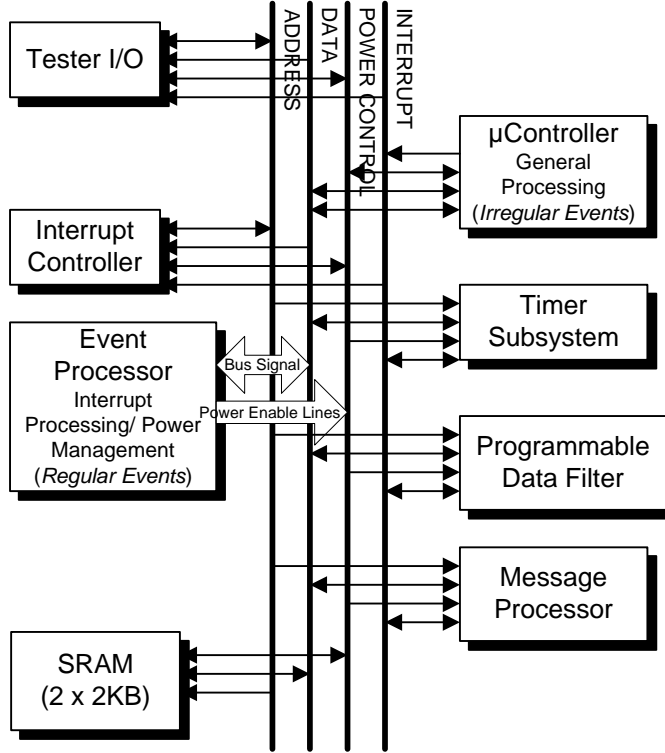 ADDRESS
DATA
POWER CONTROL
INTERRUPT
Tester I/O
µController
General
Processing
(Irregular Events)
Interrupt
Controller
Timer
Subsystem
Event
Processor
Interrupt
Processing/ Power
Management
(Regular Events)
Bus Signal
Power Enable Lines
Programmable
Data Filter
Message
Processor
SRAM
(2 x 2KB)